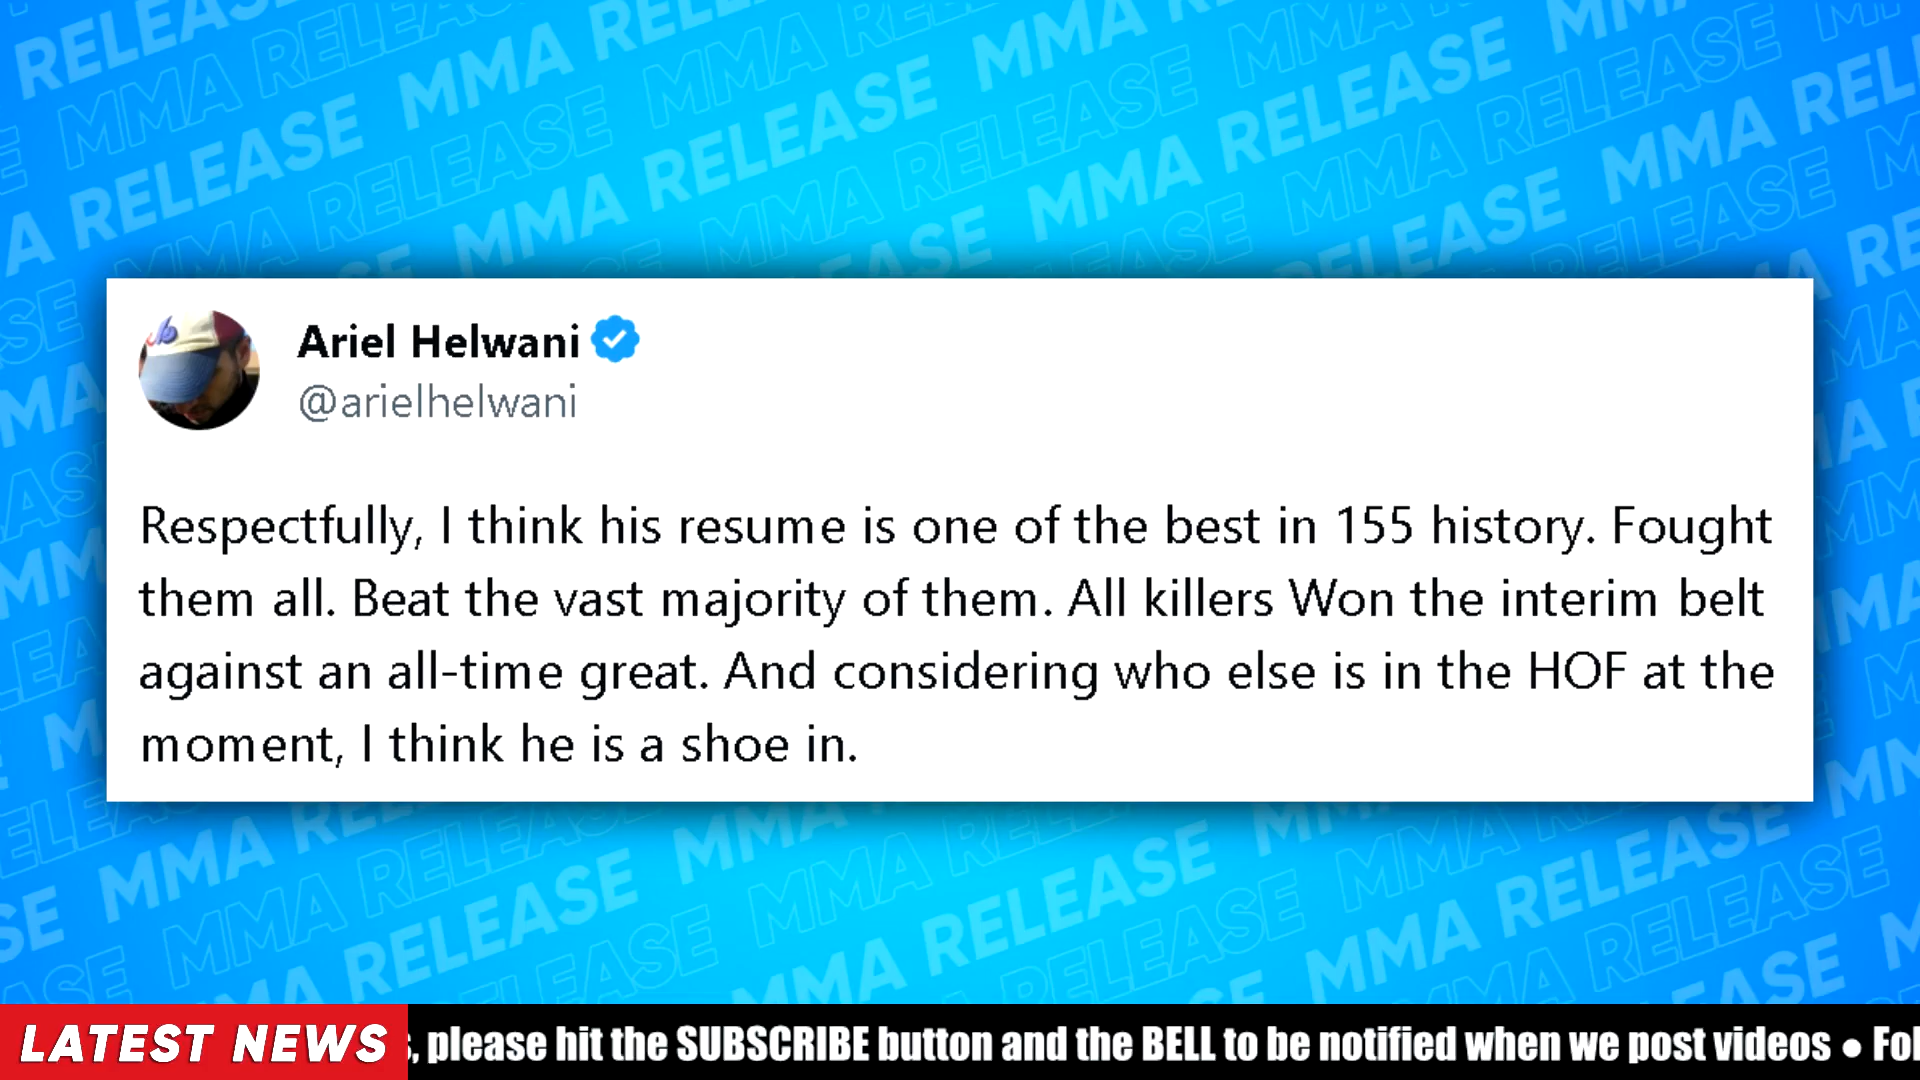 Ariel Helwani
@arielhelwani
Respectfully, I think his resume is one of the best in 155 history. Fought
them all. Beat the vast majority of them. All killers Won the interim belt
against an all-time great. And considering who else is in the HOF at the
moment, I think he is a shoe in.
LATEST NEWS
, please hit the SUBSCRIBE button and the BELL to be notified when we post videos ●
MMA RELEASE